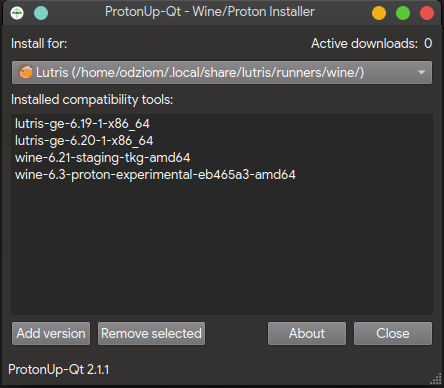 ProtonUp-Qt - Wine/Proton Installer
Install for: Active downloads: 0
Lutris (/home/odziom/.local/share/lutris/runners/wine/)
Installed compatibility tools:
lutris-ge-6.19-1-x86_64
lutris-ge-6.20-1-x86_64
wine-6.21-staging-tkg-amd64
wine-6.3-proton-experimental-eb465a3-amd64
Add version Remove selected About Close
ProtonUp-Qt 2.1.1